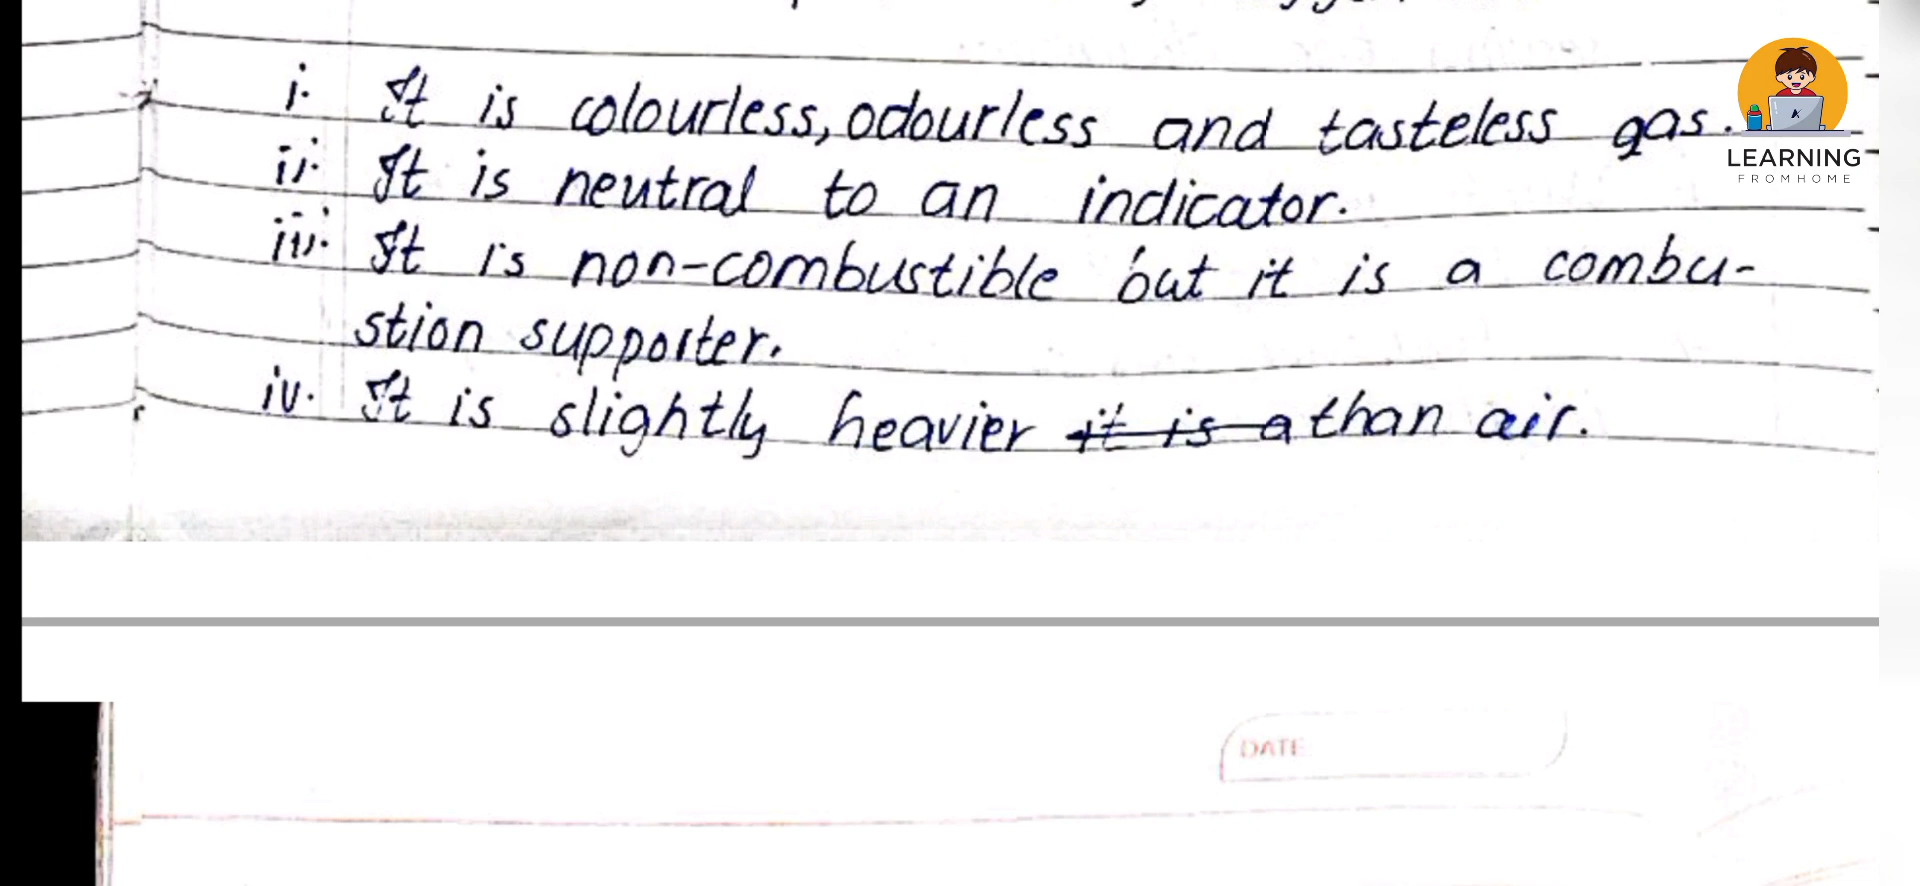 i. It is colourless, odourless and tasteless gas.
ii. It is neutral to an indicator.
iii. It is non-combustible but it is a combu-
stion supporter.
iv. It is slightly heavier it is a than air.
LEARNING
FROMHOME
DATE